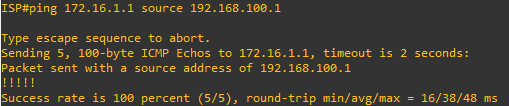 ISP#ping 172.16.1.1 source 192.168.100.1
Type escape sequence to abort.
Sending 5, 100-byte ICMP Echos to 172.16.1.1, timeout is 2 seconds:
Packet sent with a source address of 192.168.100.1
!!!!!
Success rate is 100 percent (5/5), round-trip min/avg/max = 16/38/48 ms